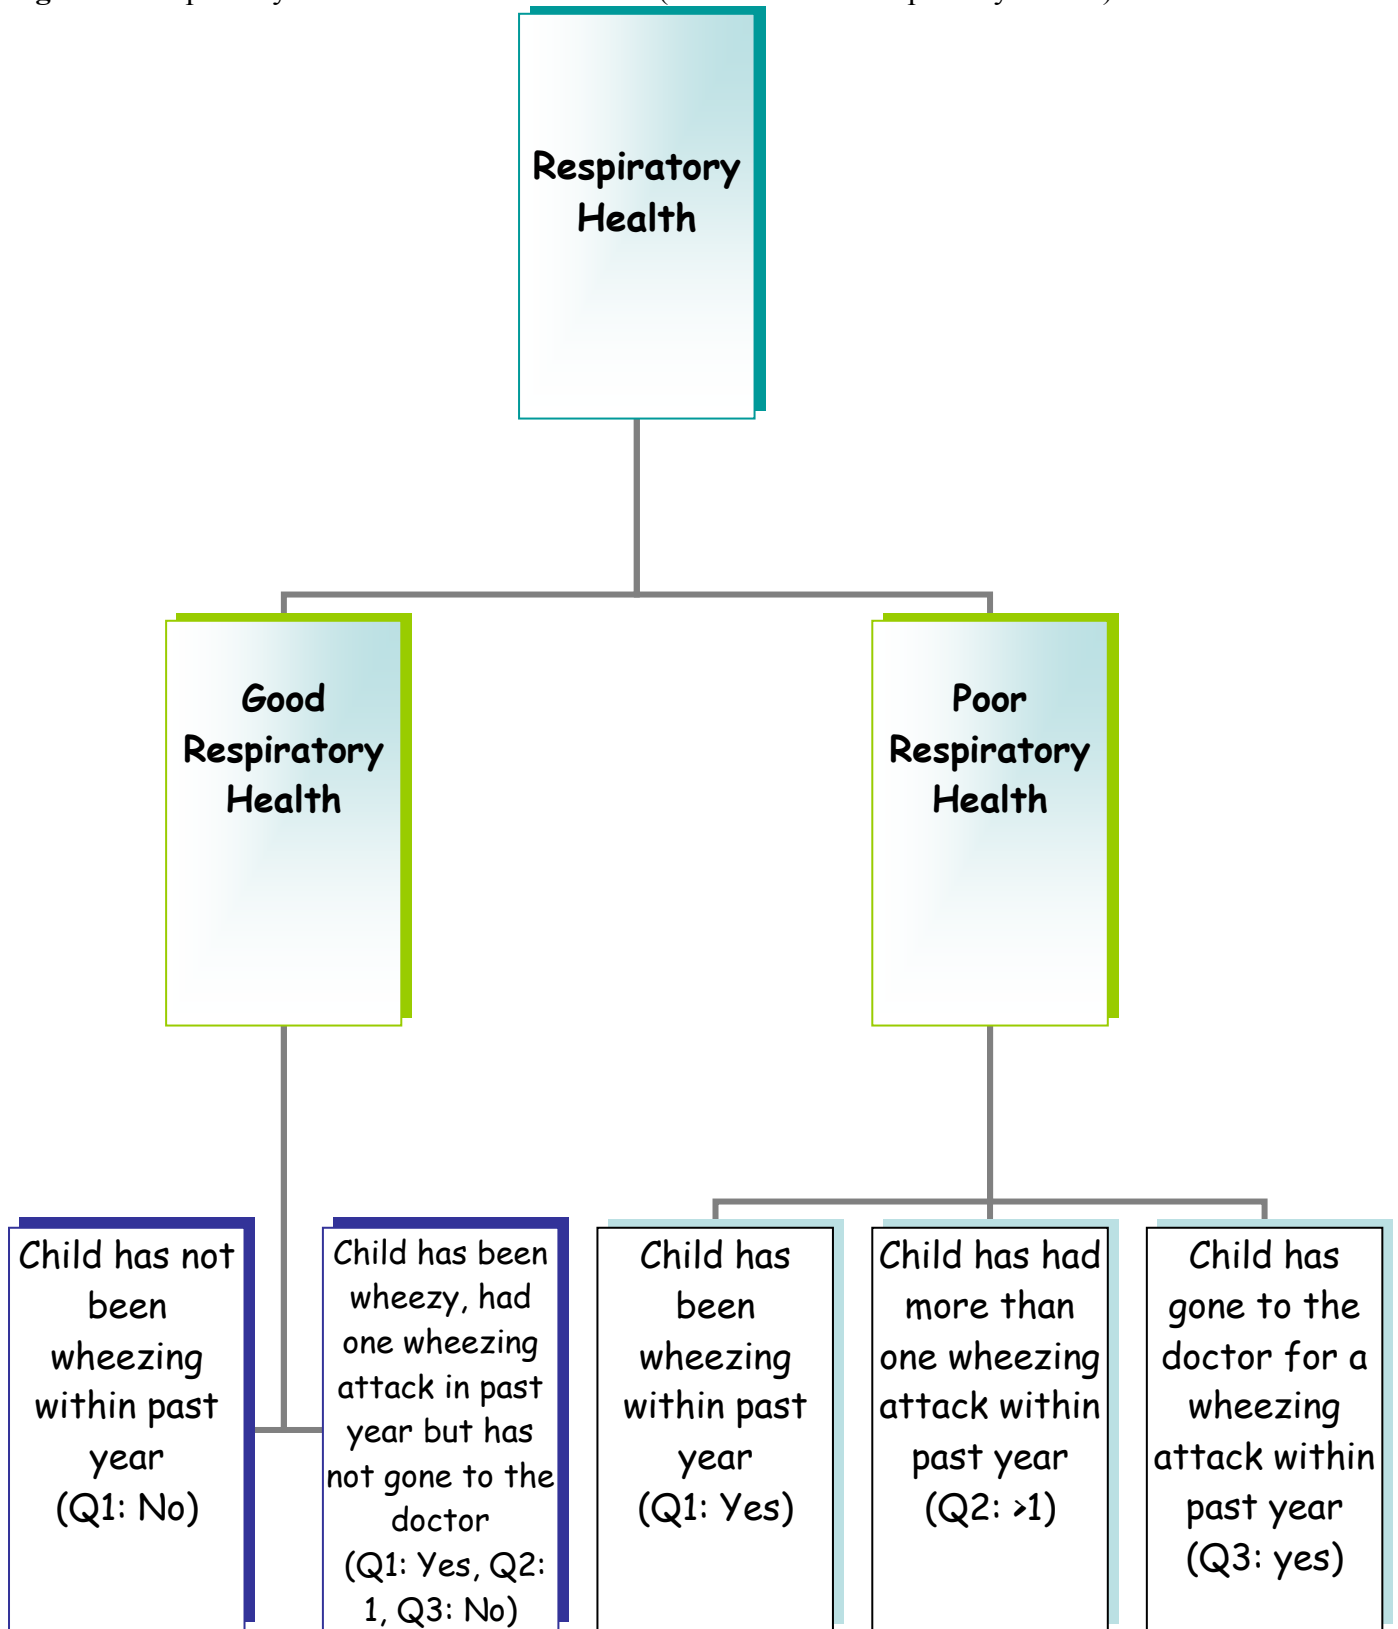 Respiratory
Health
Good
Respiratory
Health
Poor
Respiratory
Health
Child has not
been
wheezing
within past
year
(Q1: No)
Child has been
wheezy, had
one wheezing
attack in past
year but has
not gone to the
doctor
(Q1: Yes, Q2:
1, Q3: No)
Child has
been
wheezing
within past
year
(Q1: Yes)
Child has had
more than
one wheezing
attack within
past year
(Q2: >1)
Child has
gone to the
doctor for a
wheezing
attack within
past year
(Q3: yes)